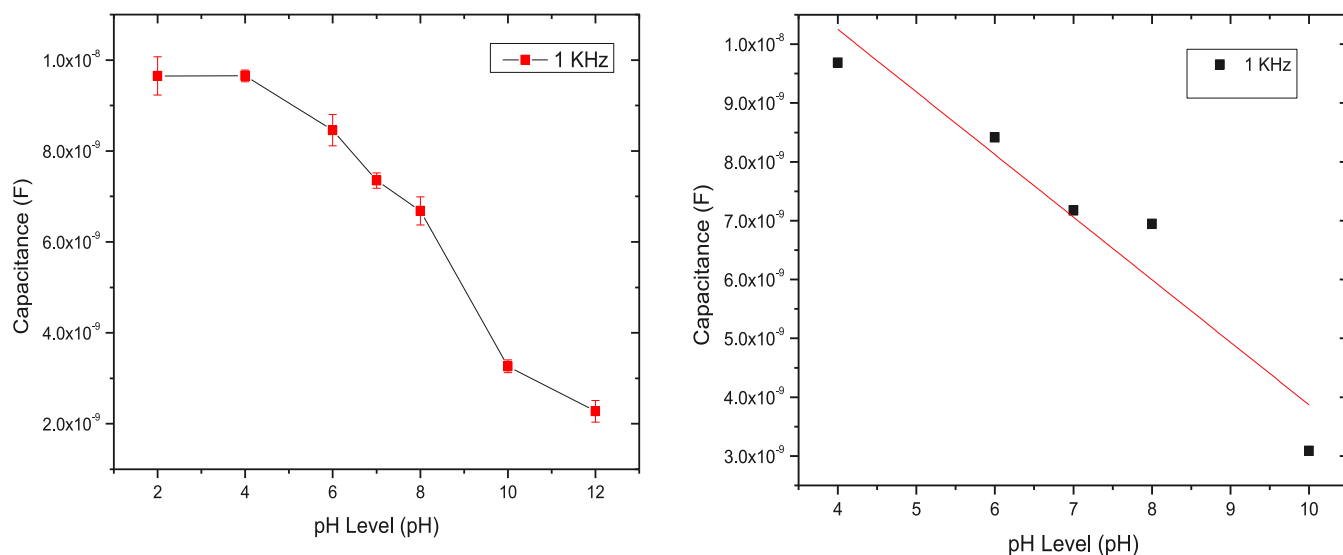 1 KHz
1.0x10⁻⁸
8.0x10⁻⁹
6.0x10⁻⁹
4.0x10⁻⁹
2.0x10⁻⁹
Capacitance (F)
2 4 6 7 8 10 12
pH Level (pH)
1 KHz
1.0x10⁻⁸
9.0x10⁻⁹
8.0x10⁻⁹
7.0x10⁻⁹
6.0x10⁻⁹
5.0x10⁻⁹
4.0x10⁻⁹
3.0x10⁻⁹
Capacitance (F)
4 5 6 7 8 9 10
pH Level (pH)